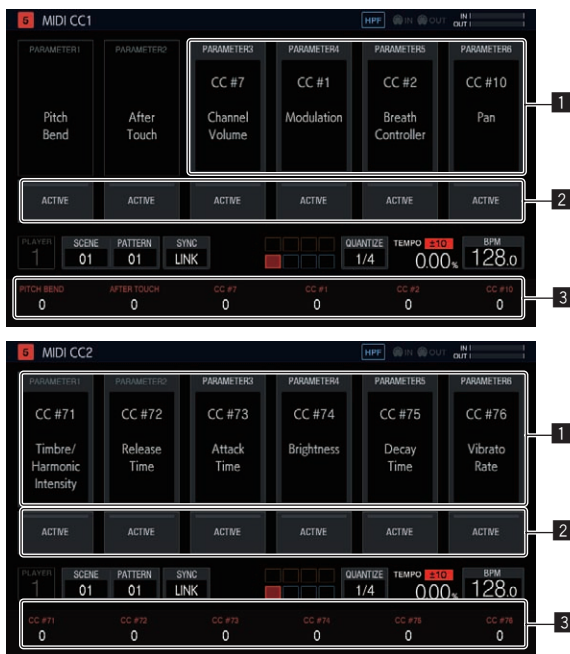 6 MIDI CC1 HPF IN OUT IN
OUT
PARAMETER1 PARAMETER2 PARAMETER3 PARAMETER4 PARAMETER5 PARAMETER6
CC #7 CC #1 CC #2 CC #10
Pitch After Channel Modulation Breath Pan
Bend Touch Volume Controller
1
ACTIVE ACTIVE ACTIVE ACTIVE ACTIVE ACTIVE
2
PLAYER SCENE PATTERN SYNC QUANTIZE TEMPO ±10 BPM
1 01 01 LINK 1/4 0.00% 128.0
PITCH BEND AFTER TOUCH CC #7 CC #1 CC #2 CC #10
0 0 0 0 0 0
3
6 MIDI CC2 HPF IN OUT IN
OUT
PARAMETER1 PARAMETER2 PARAMETER3 PARAMETER4 PARAMETER5 PARAMETER6
CC #71 CC #72 CC #73 CC #74 CC #75 CC #76
Timbre/ Release Attack Brightness Decay Vibrato
Harmonic Time Time Time Rate
Intensity
1
ACTIVE ACTIVE ACTIVE ACTIVE ACTIVE ACTIVE
2
PLAYER SCENE PATTERN SYNC QUANTIZE TEMPO ±10 BPM
1 01 01 LINK 1/4 0.00% 128.0
CC #71 CC #72 CC #73 CC #74 CC #75 CC #76
0 0 0 0 0 0
3